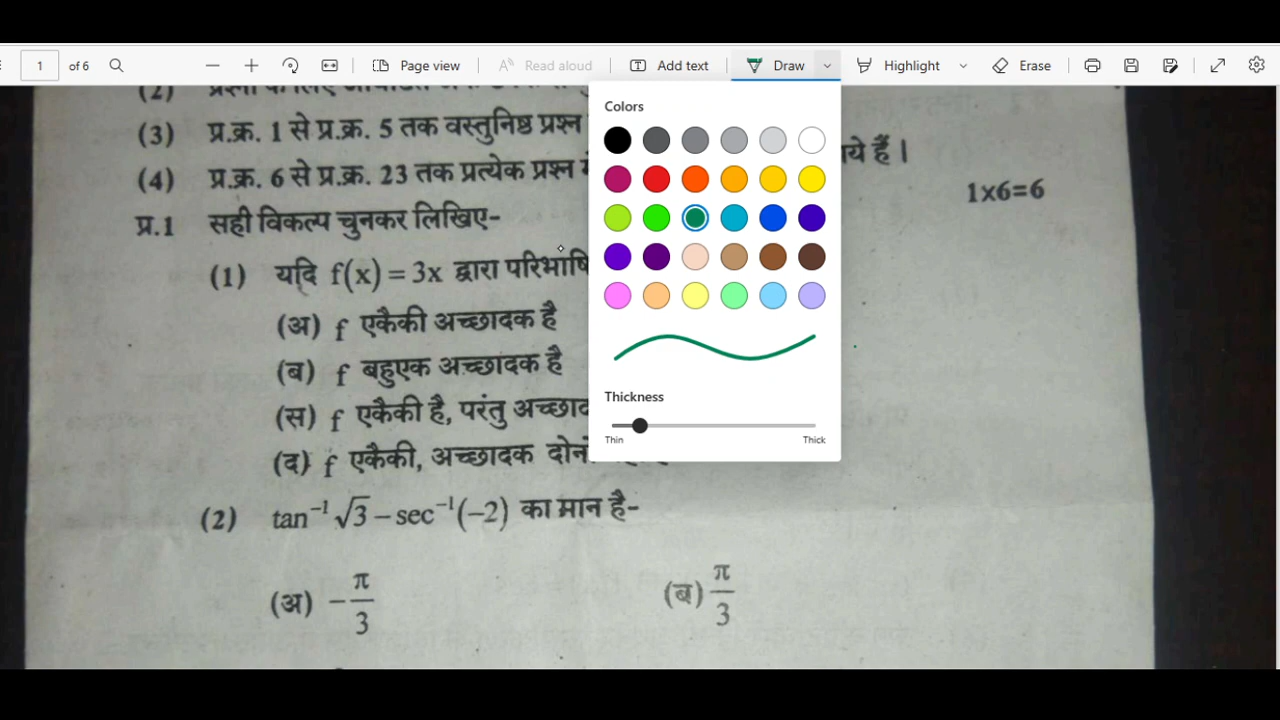 1 of 6 Page view Read aloud Add text Draw Highlight Erase
Colors
(2)
(3) प्र.क्र. 1 से प्र.क्र. 5 तक वस्तुनिष्ठ प्रश्न
(4) प्र.क्र. 6 से प्र.क्र. 23 तक प्रत्येक प्रश्न में हैं।
1x6=6
प्र.1 सही विकल्प चुनकर लिखिए-
(1) यदि f(x) = 3x द्वारा
(अ) f एकैकी अच्छादक है
(ब) f बहुएक अच्छादक है
(स) f एकैकी है, परंतु
(द) f एकैकी, अच्छादक
Thickness
Thin Thick
(2) tan⁻¹√3 – sec⁻¹(–2) का मान है-
(अ) –π/3 (ब) π/3